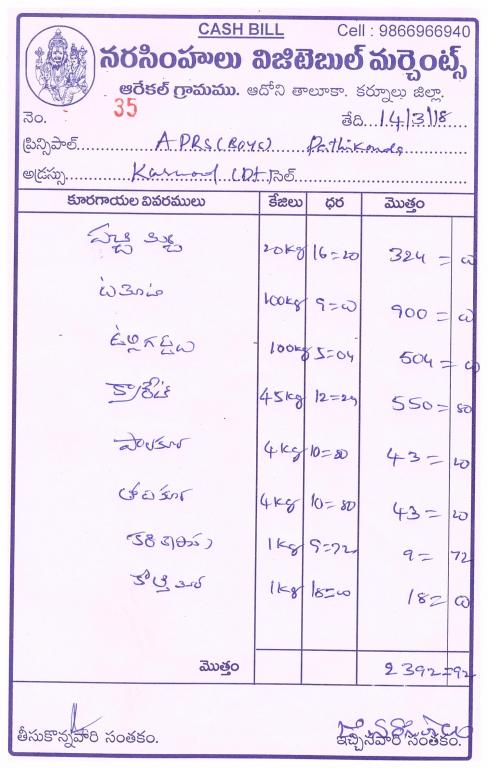 CASH BILL
Cell : 9866966940
నరసింహులు విజిటెబుల్ మర్చెంట్స్
ఆరేకల్ గ్రామము. ఆదోని తాలూకా. కర్నూలు జిల్లా.
నెం. 35 తేది. 14/3/18
ప్రిన్సిపాల్ APRS(Boys) Pathikonda
అడ్రస్సు Kurnool (Dt) సెల్.
కూరగాయల వివరములు కేజిలు ధర మొత్తం
పచ్చి మిర్చి 20kg 16=20 324=00
టమోటా 100kg 9=00 900=00
ఉల్లిగడ్డలు 100kg 5=04 504=00
క్యారేట్ 45kg 12=24 550=80
పాలకూర 4kg 10=80 43=20
4kg 10=80 43=20
కరివేపాకు 1kg 9=72 9=72
కొత్తిమీర 1kg 18=00 18=00
మొత్తం 2392=92
తీసుకొన్నవారి సంతకం. ఇచ్చినవారి సంతకం.